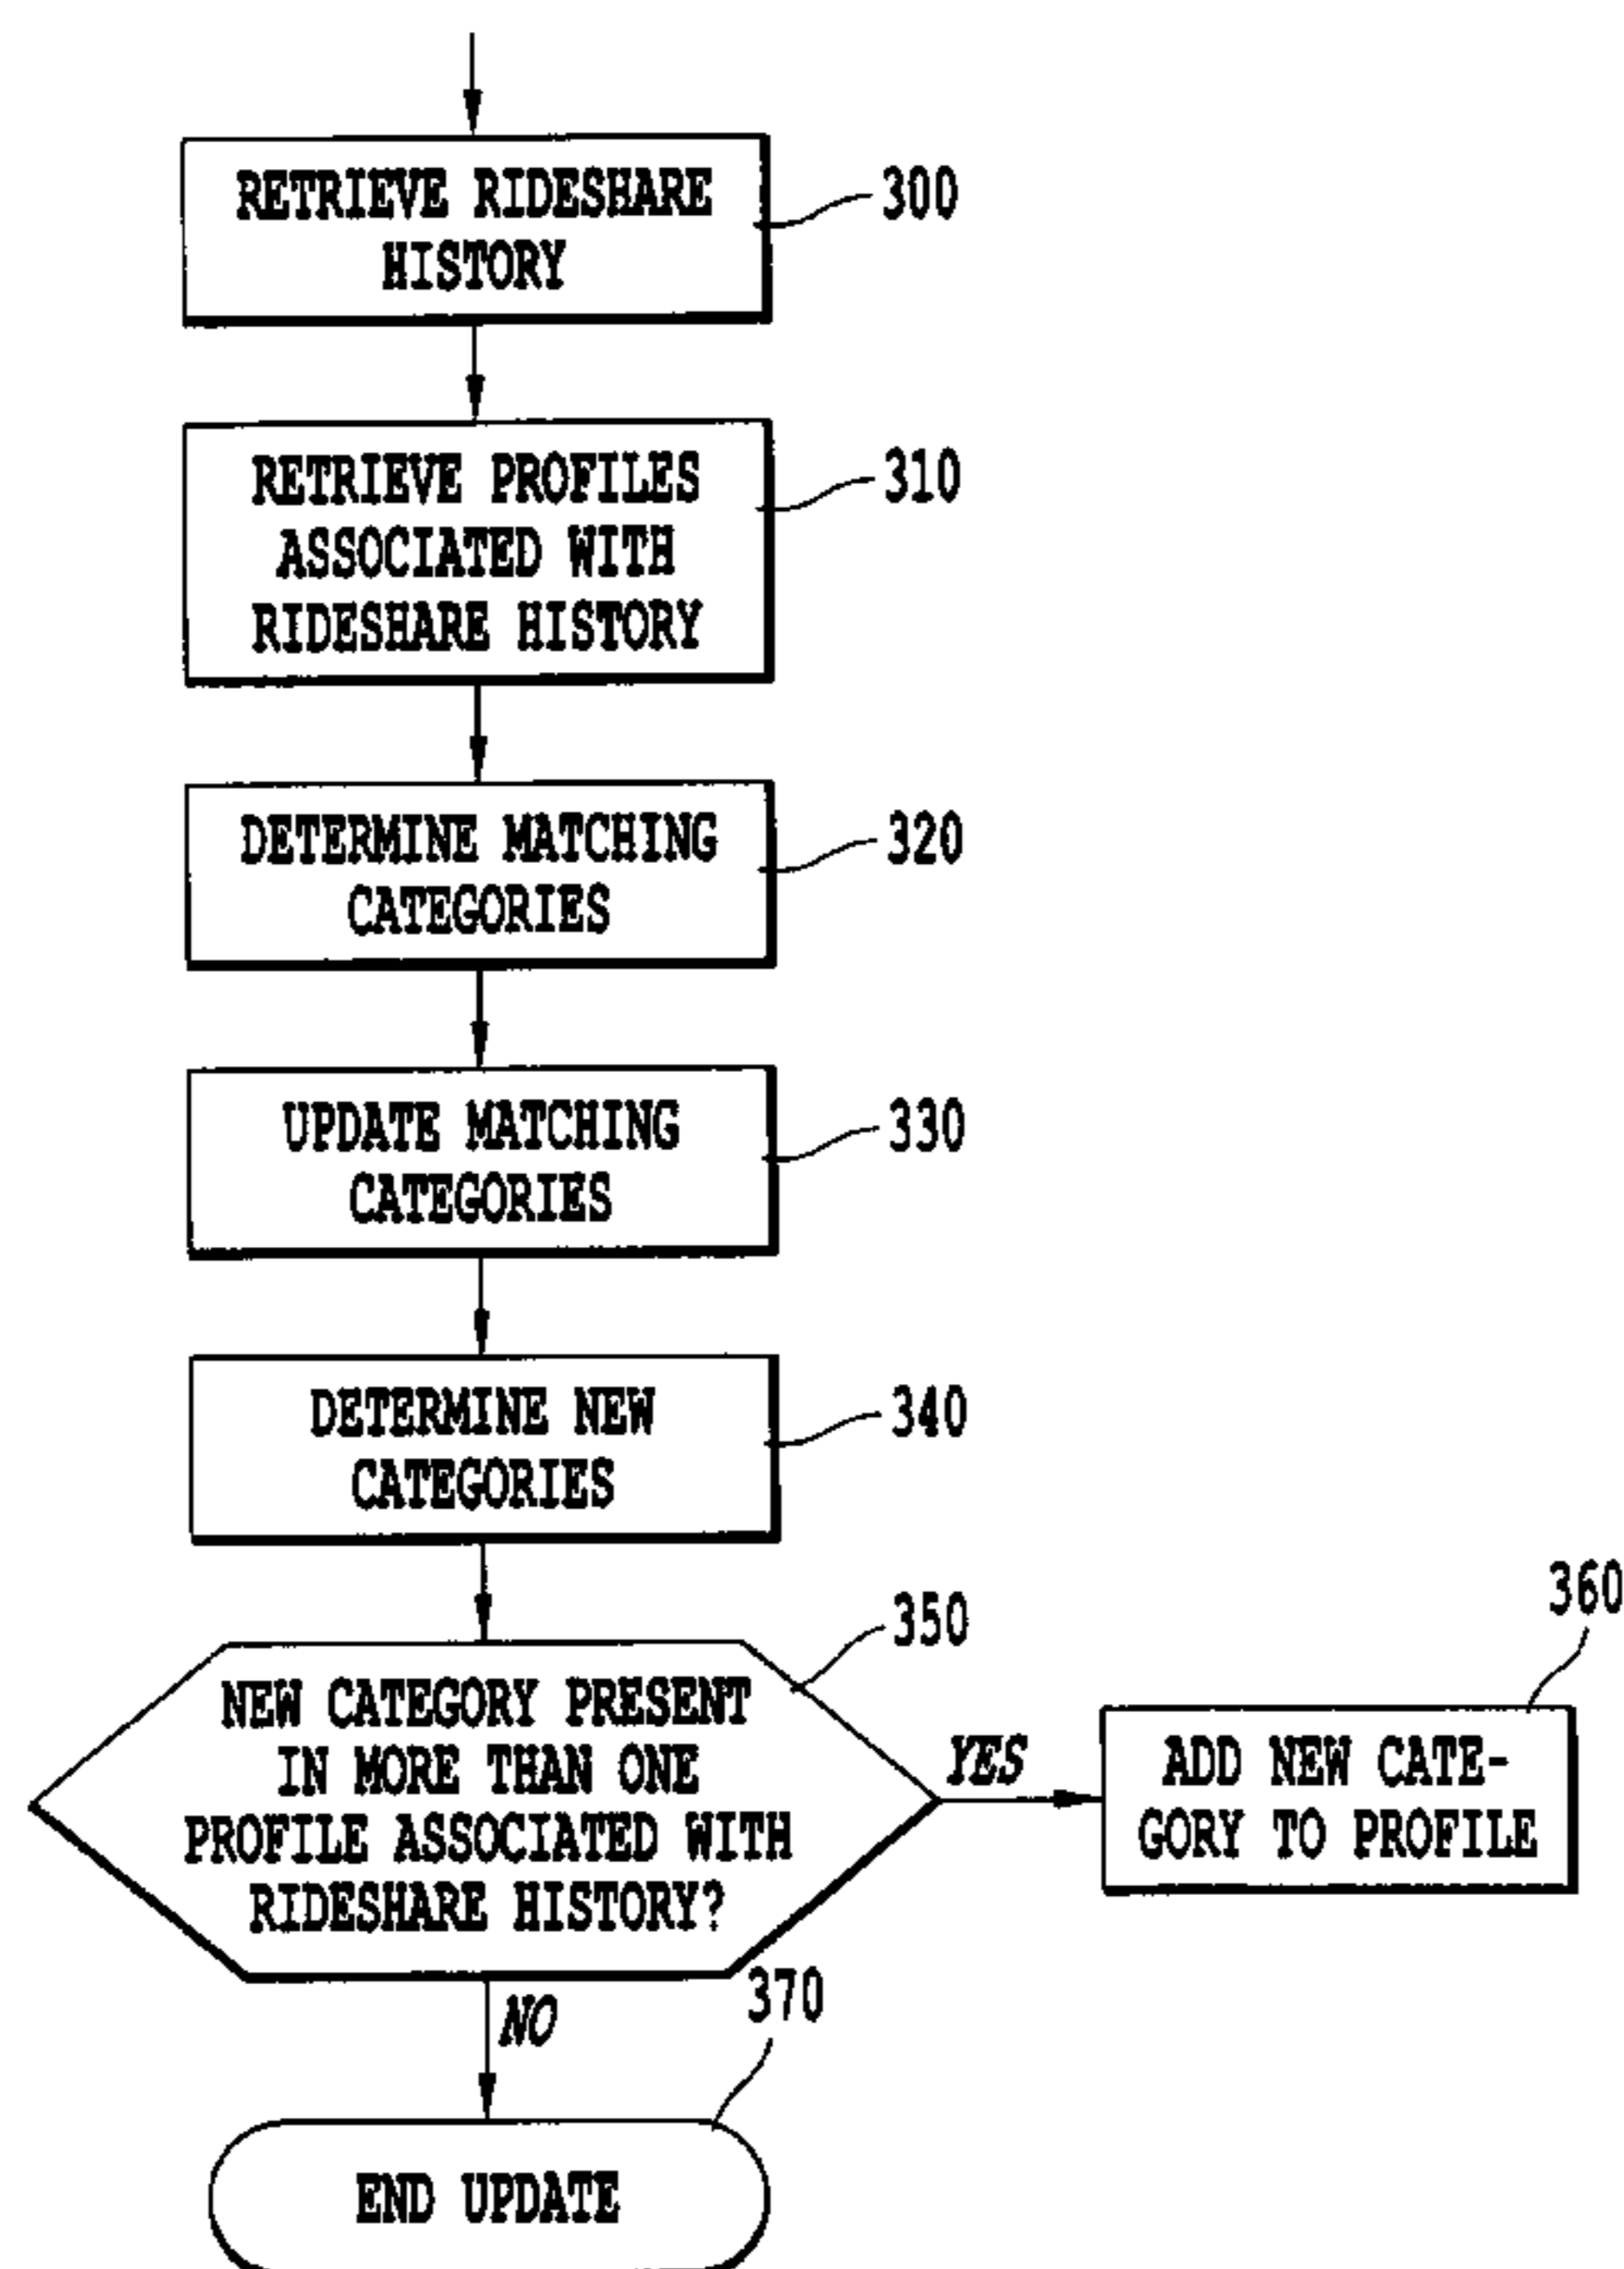 RETRIEVE RIDESHARE
HISTORY
300
RETRIEVE PROFILES
ASSOCIATED WITH
RIDESHARE HISTORY
310
DETERMINE MATCHING
CATEGORIES
320
UPDATE MATCHING
CATEGORIES
330
DETERMINE NEW
CATEGORIES
340
NEW CATEGORY PRESENT
IN MORE THAN ONE
PROFILE ASSOCIATED WITH
RIDESHARE HISTORY?
350
YES
ADD NEW CATE-
GORY TO PROFILE
360
NO
END UPDATE
370